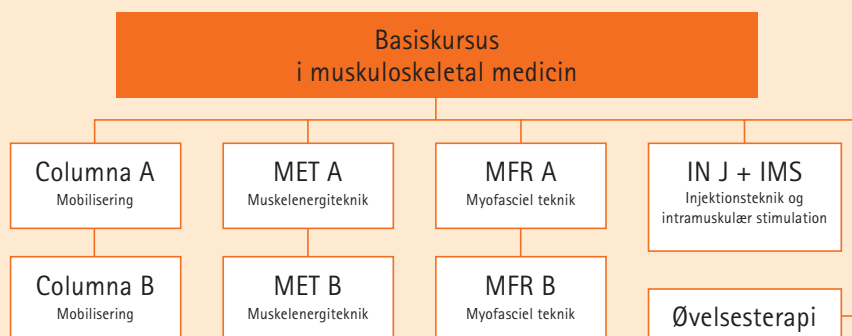 Basiskursus
i muskuloskeletal medicin
Columna A
Mobilisering
MET A
Muskelenergiteknik
MFR A
Myofasciel teknik
IN J + IMS
Injektionsteknik og
intramuskulær stimulation
Columna B
Mobilisering
MET B
Muskelenergiteknik
MFR B
Myofasciel teknik
Øvelsesterapi